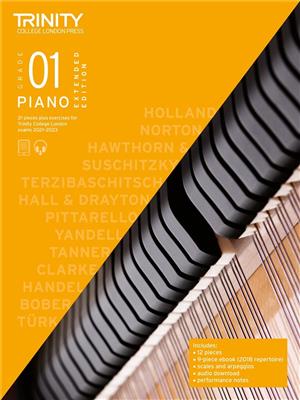 TRINITY
COLLEGE LONDON PRESS
GRADE
01
PIANO
EXTENDED
EDITION
21 pieces plus exercises for
Trinity College London
exams 2021-2023
HOLLAND
NORTON
HAWTHORN &
SUSCHITZKY
TERZIBASCHITSCH
HALL & DRAYTON
PITTARELLO
YANDELL
TANNER
CLARKE
HANDEL
BOBER
TÜRK
Includes:
• 12 pieces
• 9-piece ebook (2018 repertoire)
• scales and arpeggios
• audio download
• performance notes